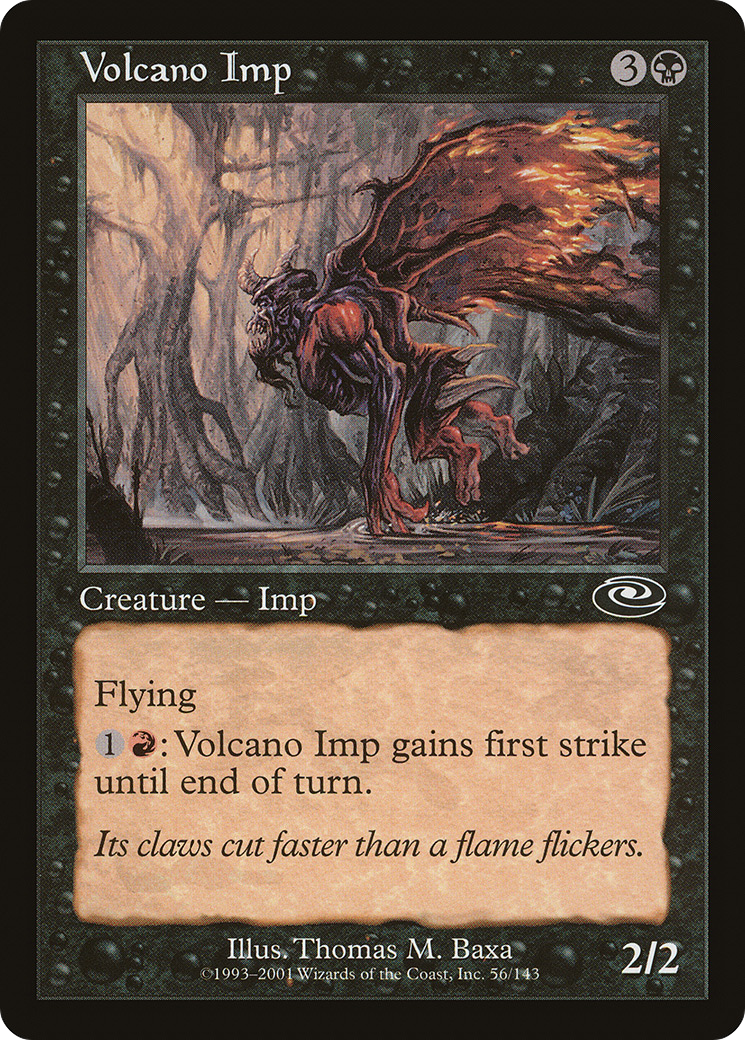 Volcano Imp 3
Creature — Imp
Flying
1 : Volcano Imp gains first strike
until end of turn.
Its claws cut faster than a flame flickers.
Illus. Thomas M. Baxa
©1993–2001 Wizards of the Coast, Inc. 56/143
2/2